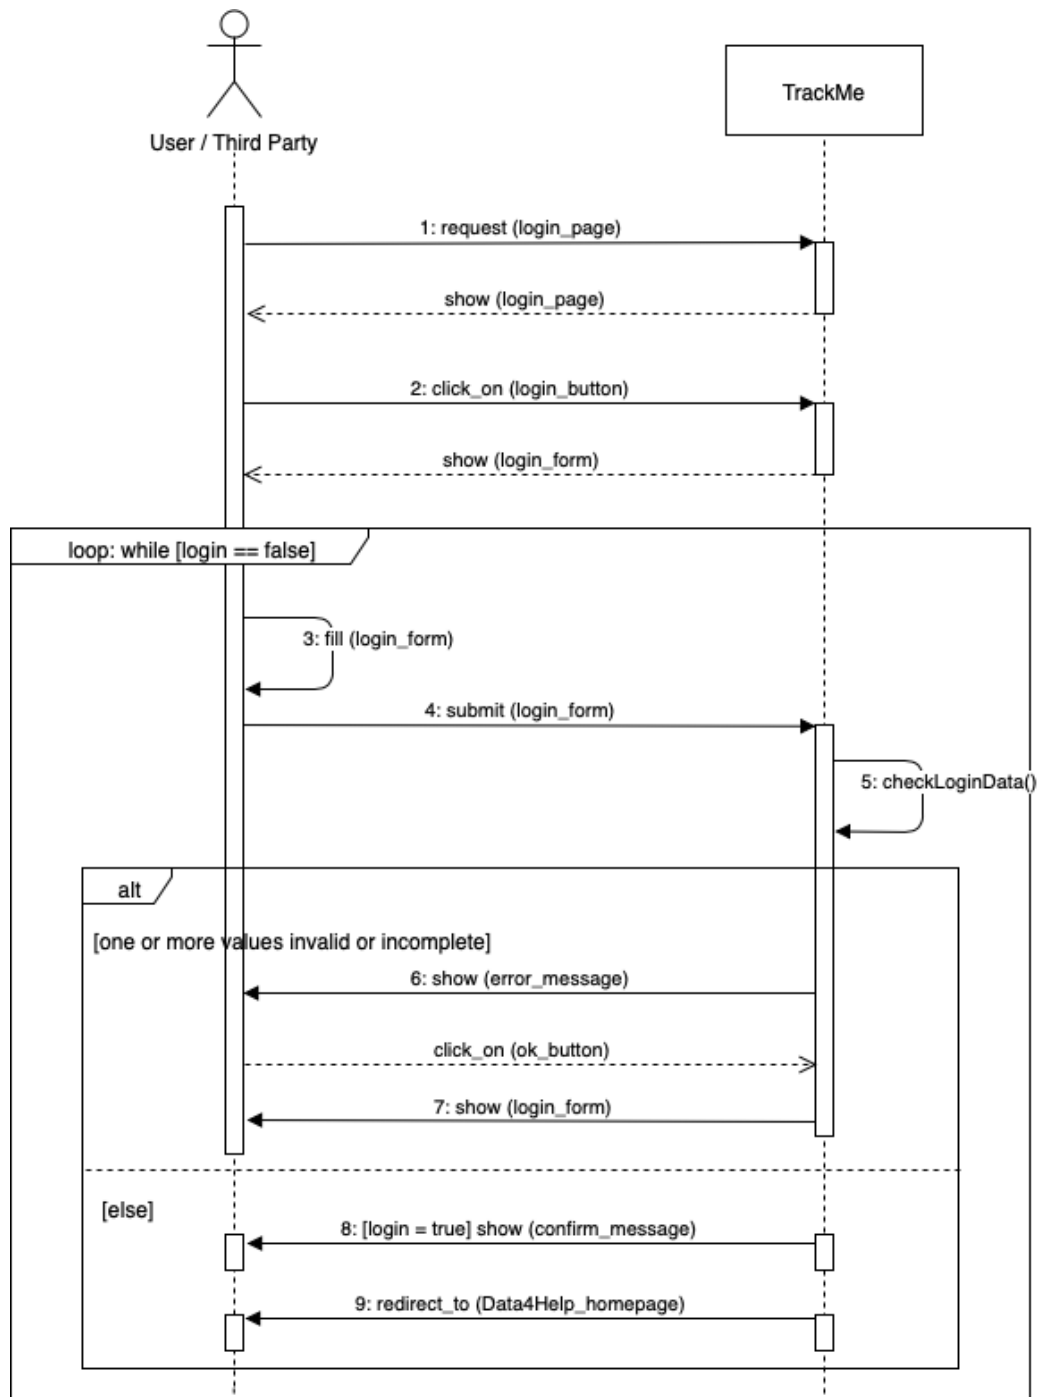 User / Third Party
TrackMe
1: request (login_page)
show (login_page)
2: click_on (login_button)
show (login_form)
loop: while [login == false]
3: fill (login_form)
4: submit (login_form)
5: checkLoginData()
alt
[one or more values invalid or incomplete]
6: show (error_message)
click_on (ok_button)
7: show (login_form)
[else]
8: [login = true] show (confirm_message)
9: redirect_to (Data4Help_homepage)